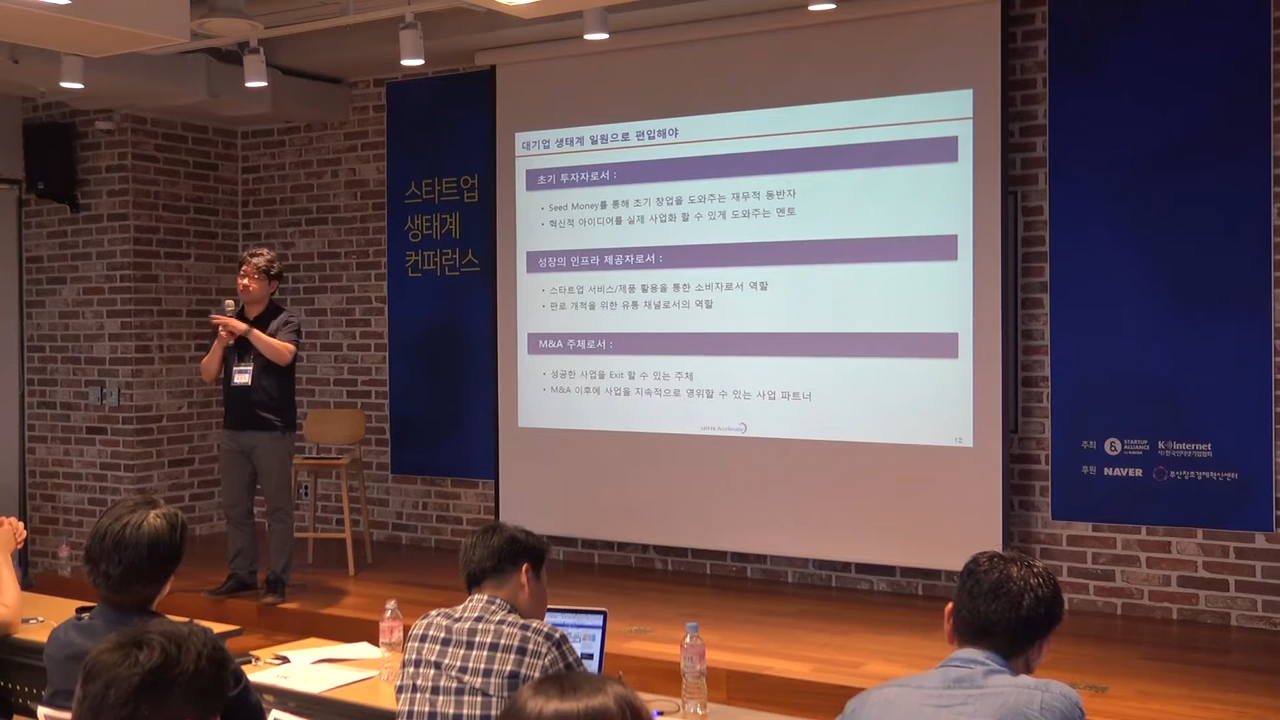 스타트업
생태계
컨퍼런스
대기업 생태계 일원으로 편입해야
초기 투자자로서 :
• Seed Money를 통해 초기 창업을 도와주는 재무적 동반자
• 혁신적 아이디어를 실제 사업화 할 수 있게 도와주는 멘토
성장의 인프라 제공자로서 :
• 스타트업 서비스/제품 활용을 통한 소비자로서 역할
• 판로 개척을 위한 유통 채널로서의 역할
M&A 주체로서 :
• 성공한 사업을 Exit 할 수 있는 주체
• M&A 이후에 사업을 지속적으로 영위할 수 있는 사업 파트너
12
주최 STARTUP ALLIANCE K internet
(사)한국인터넷기업협회
후원 NAVER 부산창조경제혁신센터